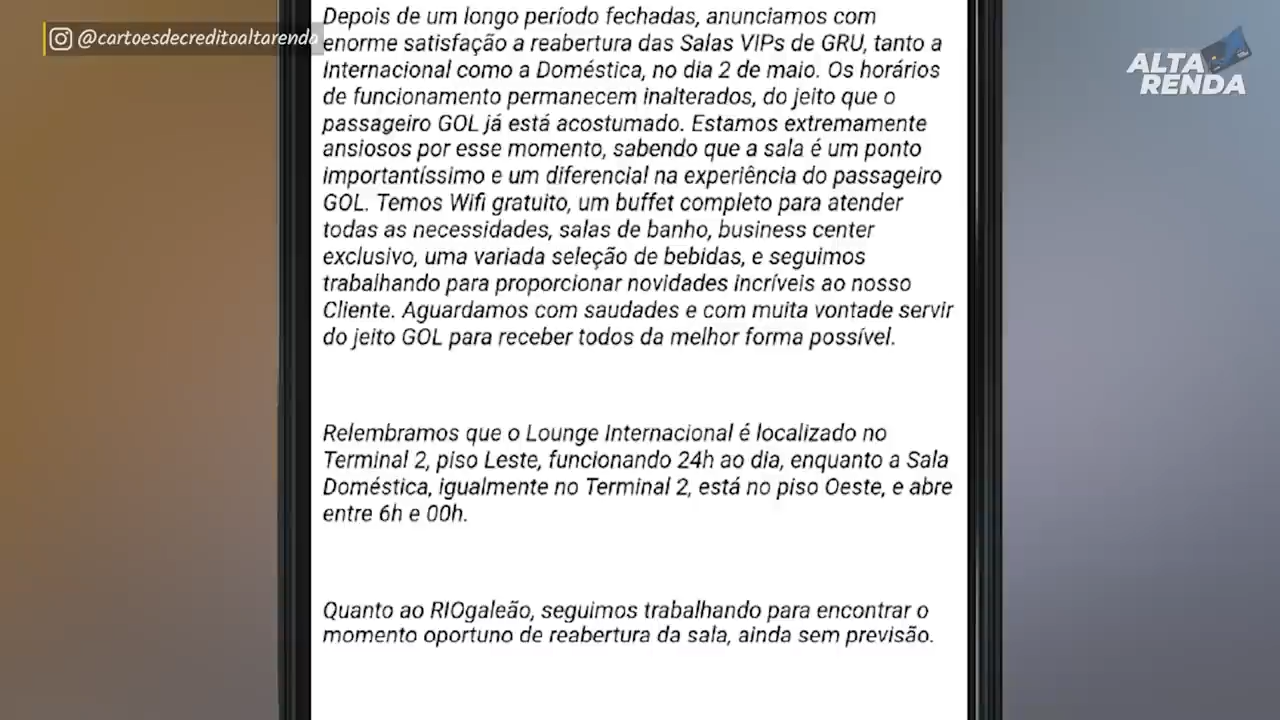 @cartoesdecreditoaltarenda
ALTA
RENDA
Depois de um longo período fechadas, anunciamos com
enorme satisfação a reabertura das Salas VIPs de GRU, tanto a
Internacional como a Doméstica, no dia 2 de maio. Os horários
de funcionamento permanecem inalterados, do jeito que o
passageiro GOL já está acostumado. Estamos extremamente
ansiosos por esse momento, sabendo que a sala é um ponto
importantíssimo e um diferencial na experiência do passageiro
GOL. Temos Wifi gratuito, um buffet completo para atender
todas as necessidades, salas de banho, business center
exclusivo, uma variada seleção de bebidas, e seguimos
trabalhando para proporcionar novidades incríveis ao nosso
Cliente. Aguardamos com saudades e com muita vontade servir
do jeito GOL para receber todos da melhor forma possível.
Relembramos que o Lounge Internacional é localizado no
Terminal 2, piso Leste, funcionando 24h ao dia, enquanto a Sala
Doméstica, igualmente no Terminal 2, está no piso Oeste, e abre
entre 6h e 00h.
Quanto ao RIOgaleão, seguimos trabalhando para encontrar o
momento oportuno de reabertura da sala, ainda sem previsão.